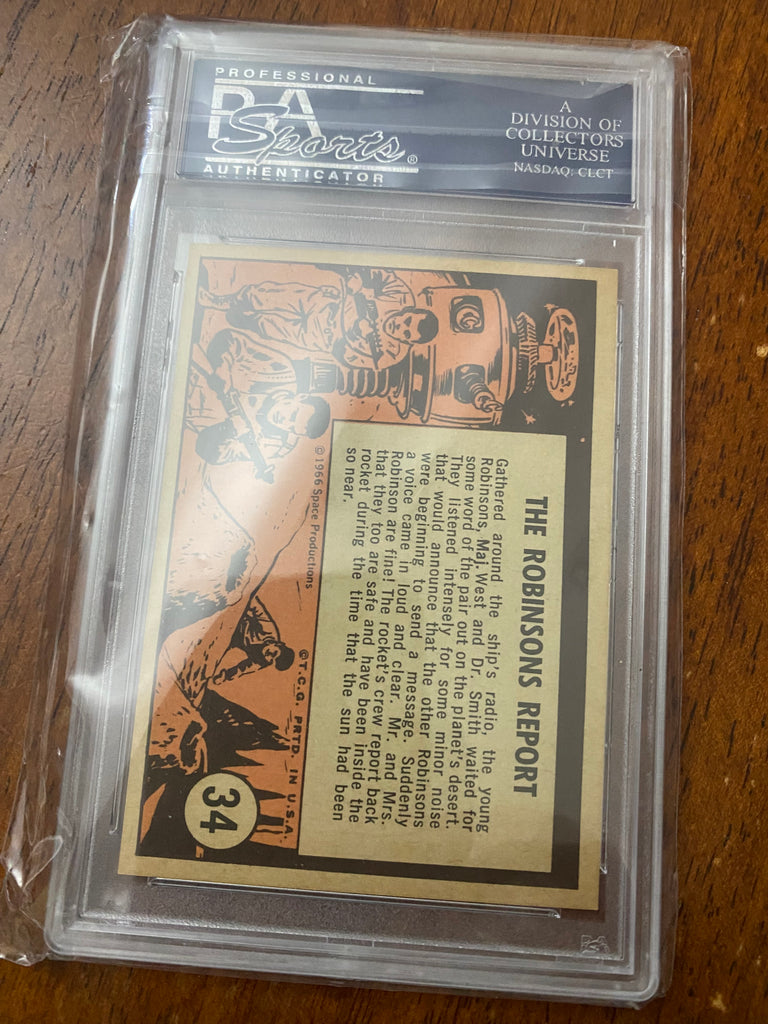 PROFESSIONAL
PSA
Sports®
AUTHENTICATOR
A
DIVISION OF
COLLECTORS
UNIVERSE
NASDAQ: CLCT
THE ROBINSONS REPORT
Gathered around the ship's radio, the young
Robinsons, Maj. West and Dr. Smith waited for
some word of the pair out on the planet's desert.
They listened intensely for some minor noise
that would announce that the other Robinsons
were beginning to send a message. Suddenly
a voice came in loud and clear. Mr. and Mrs.
Robinson are fine! The rocket's crew report back
that they too are safe and have been inside the
rocket during the time that the sun had been
so near.
© 1966 Space Productions
© T.C.G. PRTD. IN U.S.A.
34